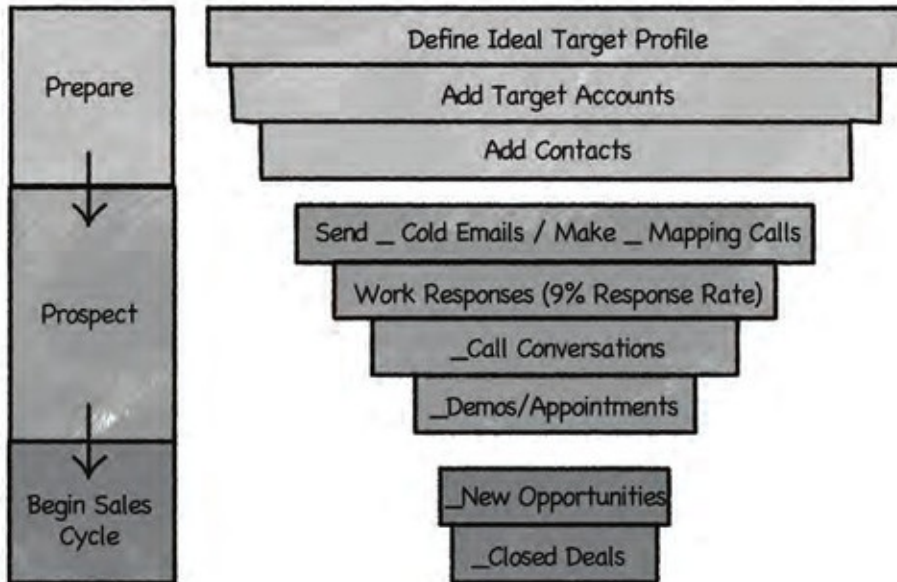 Prepare
Define Ideal Target Profile
Add Target Accounts
Add Contacts
Prospect
Send _ Cold Emails / Make _ Mapping Calls
Work Responses (9% Response Rate)
_Call Conversations
_Demos/Appointments
Begin Sales
Cycle
_New Opportunities
_Closed Deals